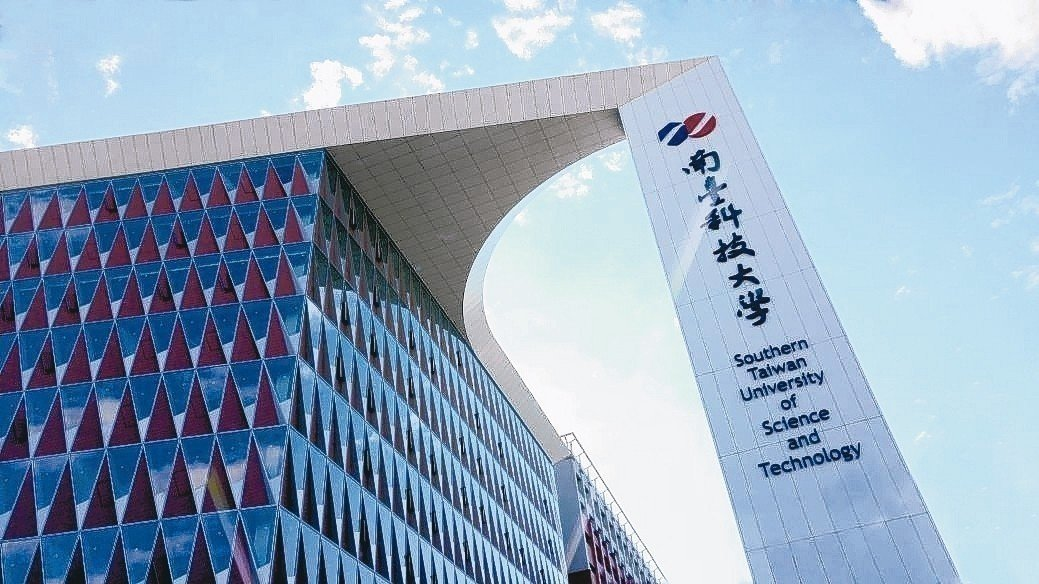 南臺科技大學
Southern
Taiwan
University
of
Science
and
Technology